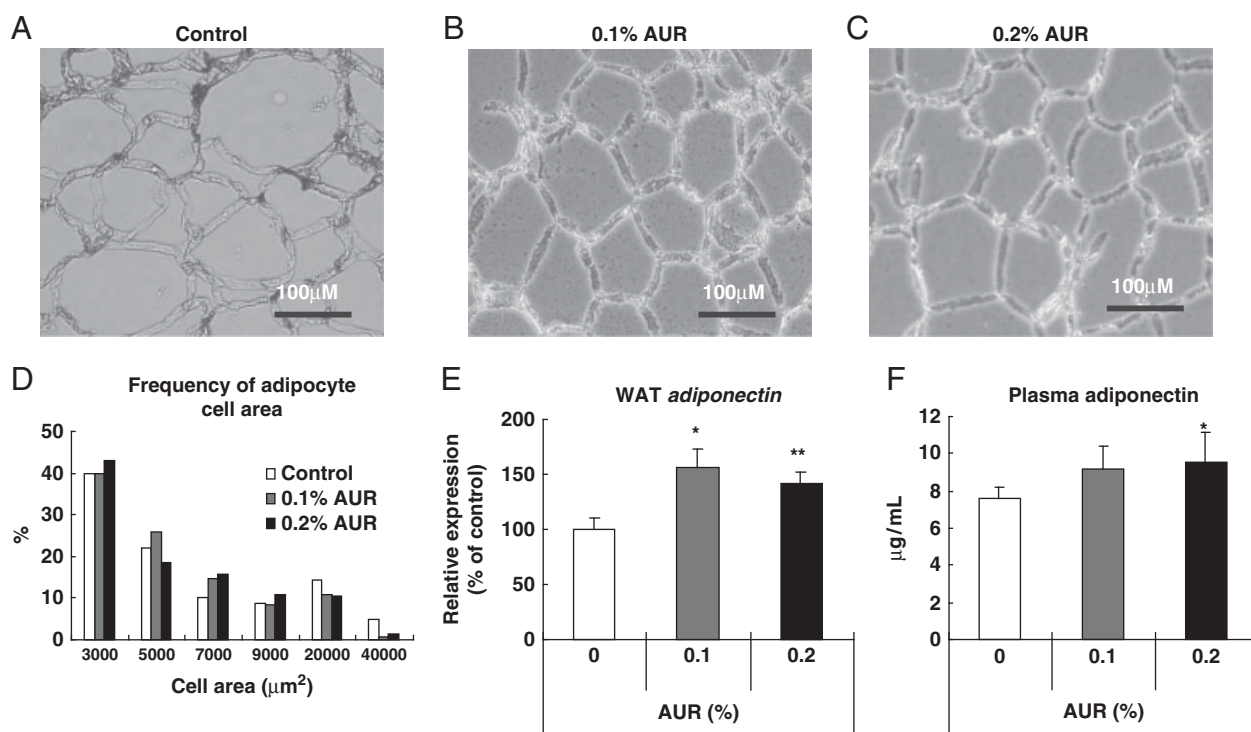 A
Control
100μM
B
0.1% AUR
100μM
C
0.2% AUR
100μM
D
Frequency of adipocyte
cell area
50
40
30
20
10
0
%
Control
0.1% AUR
0.2% AUR
3000 5000 7000 9000 20000 40000
Cell area (μm²)
E
WAT adiponectin
Relative expression
(% of control)
200
150
100
50
0
*
**
0 0.1 0.2
AUR (%)
F
Plasma adiponectin
μg/mL
12
10
8
6
4
2
0
*
0 0.1 0.2
AUR (%)